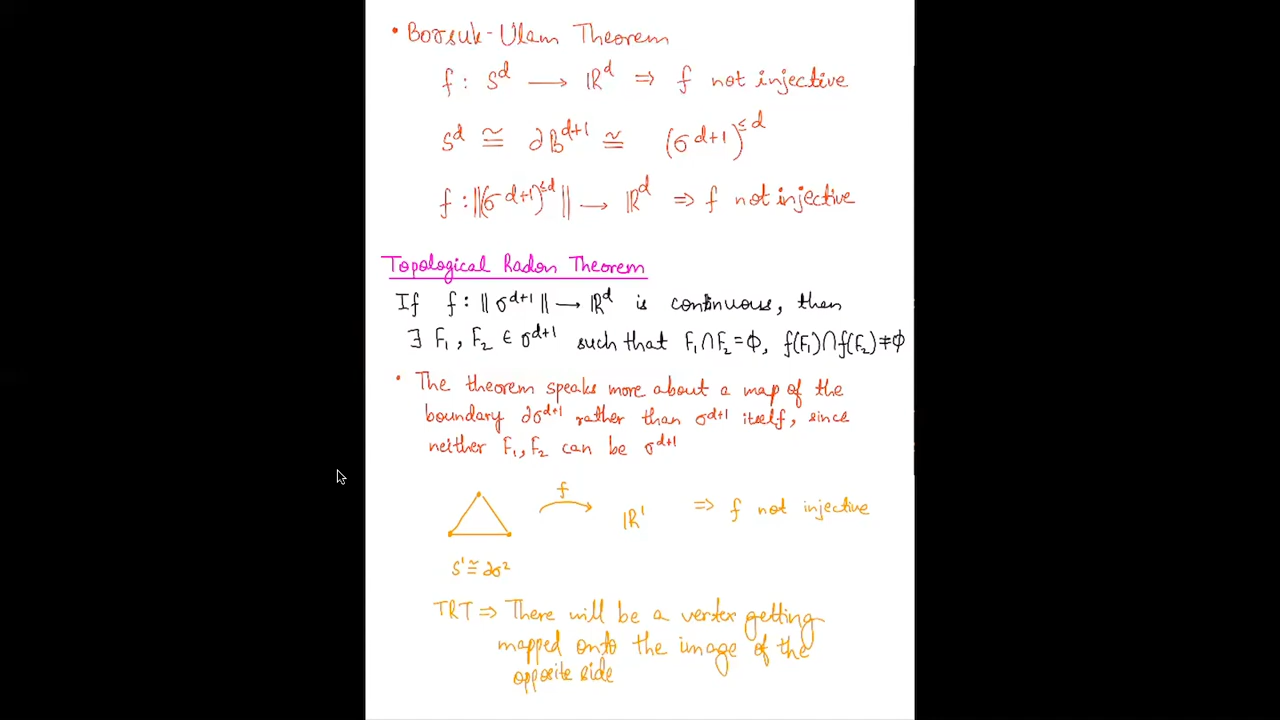 • Borsuk-Ulam Theorem
f : S^d ⟶ ℝ^d ⇒ f not injective
S^d ≅ ∂B^{d+1} ≅ (σ^{d+1})^{≤d}
f : ||(σ^{d+1})^{≤d}|| ⟶ ℝ^d ⇒ f not injective
Topological Radon Theorem
If f : ||σ^{d+1}|| ⟶ ℝ^d is continuous, then
∃ F₁, F₂ ∈ σ^{d+1} such that F₁ ∩ F₂ = ϕ, f(F₁) ∩ f(F₂) ≠ ϕ
• The theorem speaks more about a map of the
boundary ∂σ^{d+1} rather than σ^{d+1} itself, since
neither F₁, F₂ can be σ^{d+1}
f
ℝ¹ ⇒ f not injective
S¹ ≅ ∂σ²
TRT ⇒ There will be a vertex getting
mapped onto the image of the
opposite side